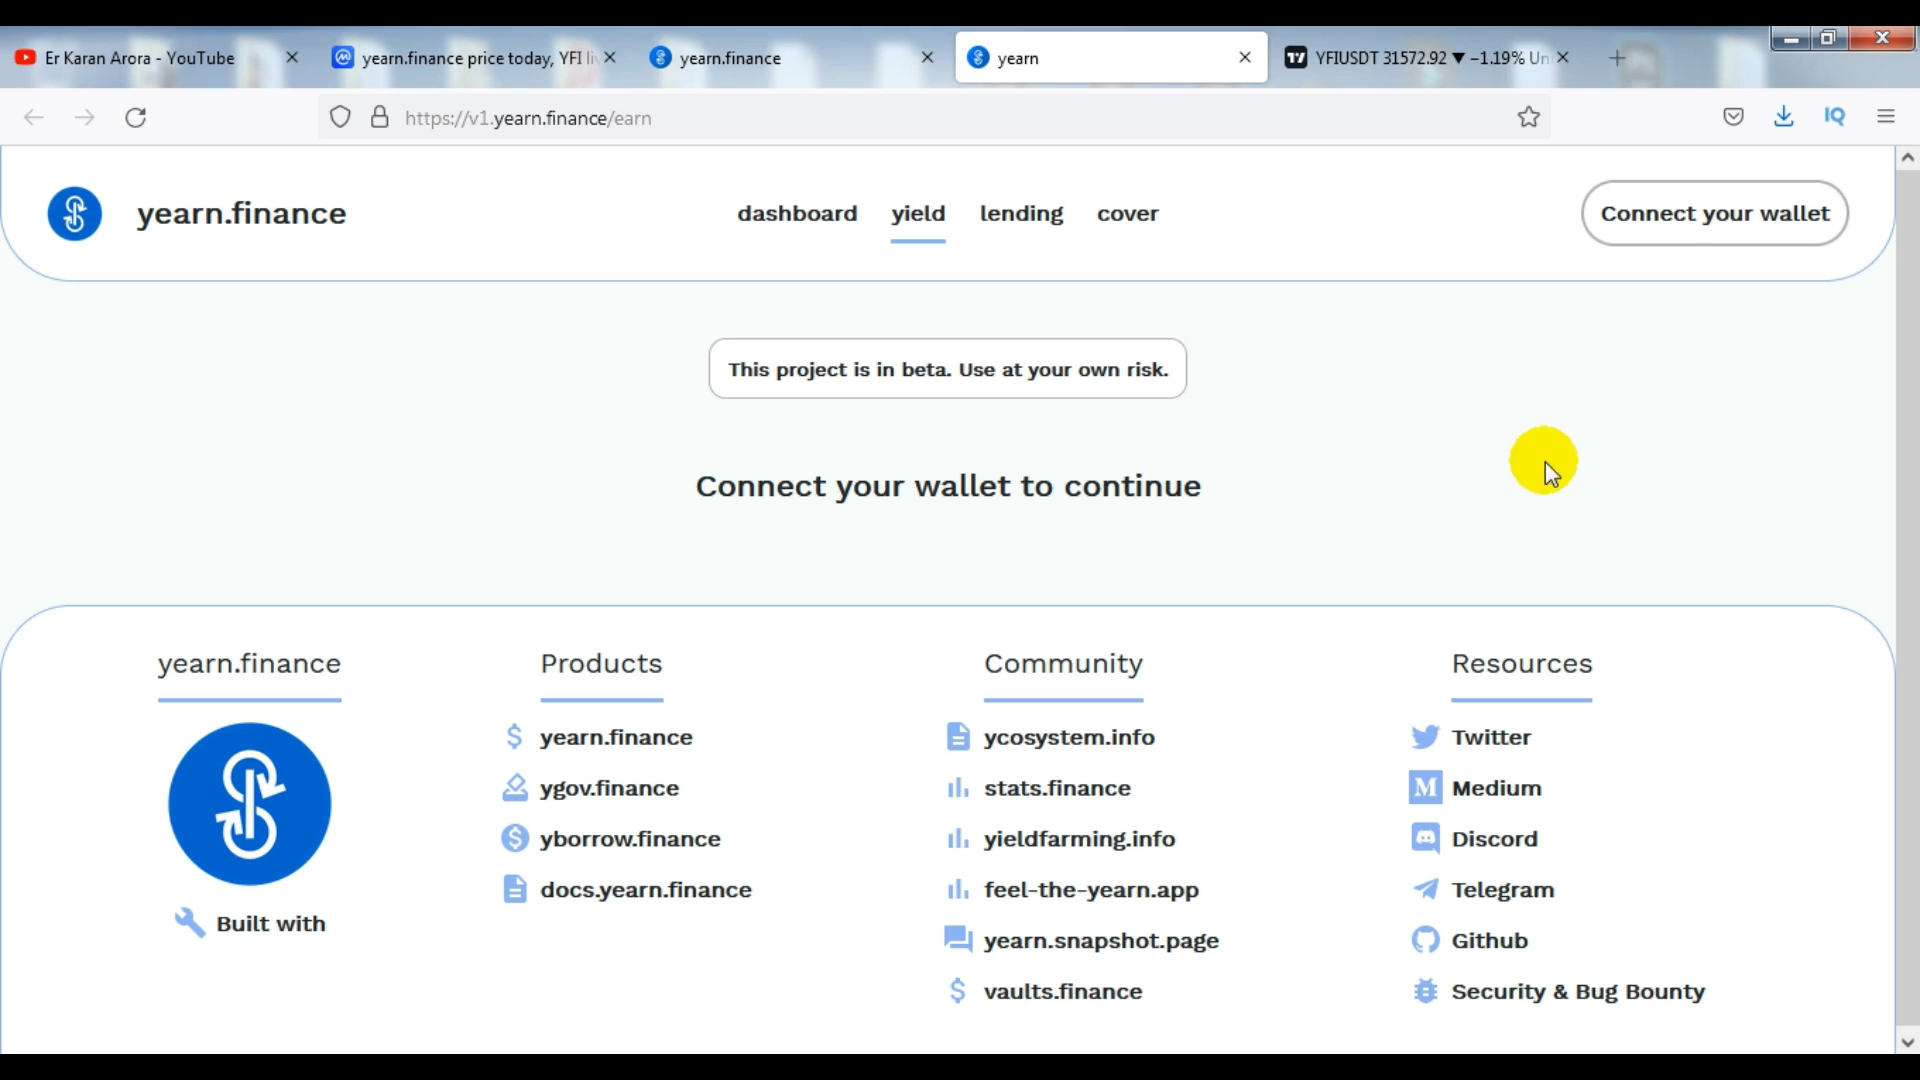 Er Karan Arora - YouTube
yearn.finance price today, YFI li
yearn.finance
yearn
YFIUSDT 31572.92 ▼ −1.19% Un
https://v1.yearn.finance/earn
IQ
yearn.finance
dashboard
yield
lending
cover
Connect your wallet
This project is in beta. Use at your own risk.
Connect your wallet to continue
yearn.finance
Built with
Products
yearn.finance
ygov.finance
yborrow.finance
docs.yearn.finance
Community
ycosystem.info
stats.finance
yieldfarming.info
feel-the-yearn.app
yearn.snapshot.page
vaults.finance
Resources
Twitter
Medium
Discord
Telegram
Github
Security & Bug Bounty